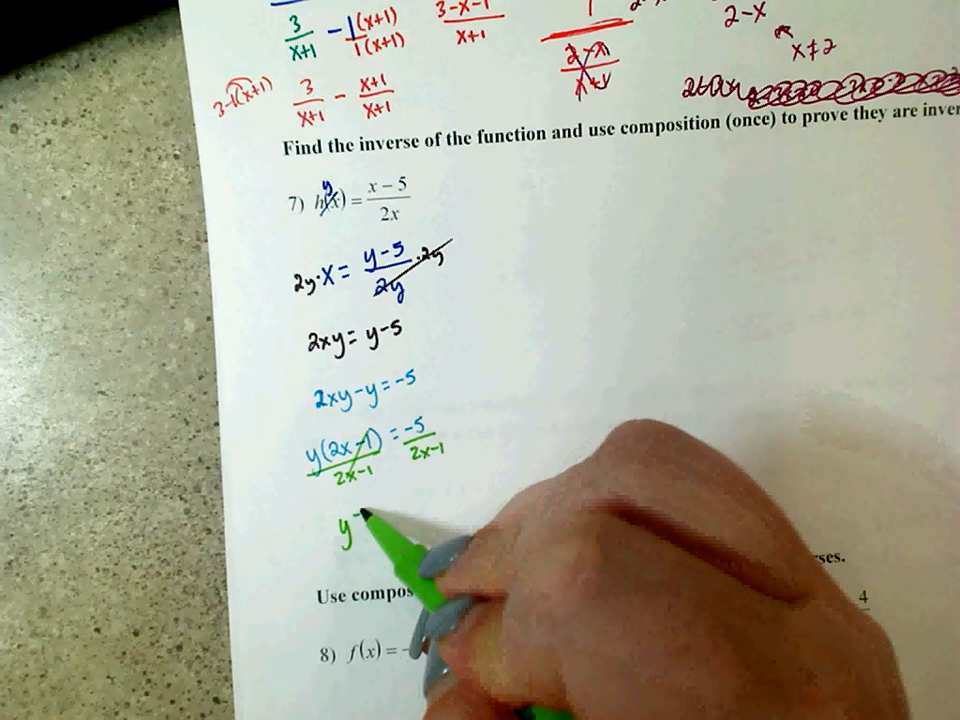 3/(x+1) - 1(x+1)/1(x+1)   (3-x-1)/(x+1)   2-x
x≠2
3-1(x+1)   3/(x+1) - (x+1)/(x+1)
Find the inverse of the function and use composition (once) to prove they are inver
7) h(x) = (x-5)/2x
y
2y·x = (y-5)/2y ·2y
2xy = y-5
2xy-y = -5
y(2x-1)/(2x-1) = -5/(2x-1)
y
Use compos
ses.
8) f(x) = -
4